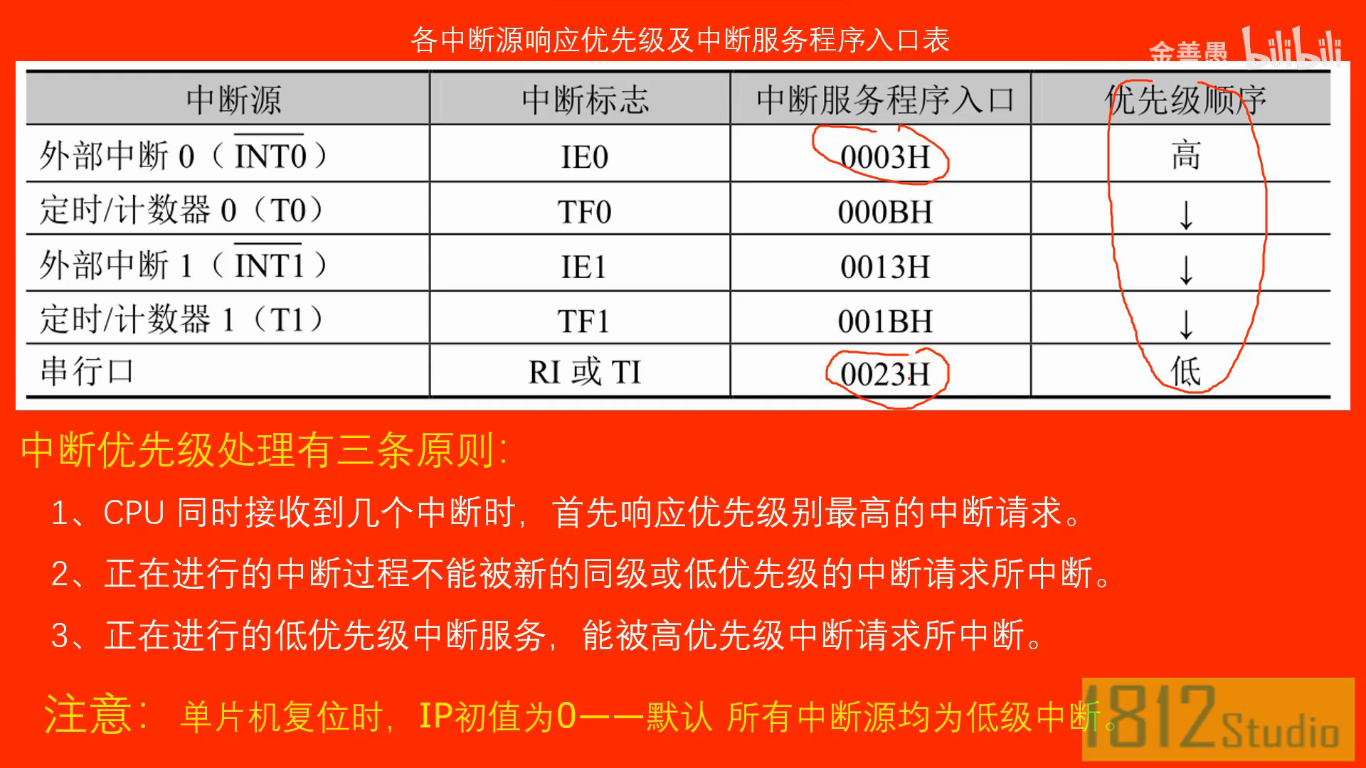 各中断源响应优先级及中断服务程序入口表
金善愚 bilibili
中断源 中断标志 中断服务程序入口 优先级顺序
外部中断 0（INT0） IE0 0003H 高
定时/计数器 0（T0） TF0 000BH ↓
外部中断 1（INT1） IE1 0013H ↓
定时/计数器 1（T1） TF1 001BH ↓
串行口 RI 或 TI 0023H 低
中断优先级处理有三条原则：
1、CPU 同时接收到几个中断时，首先响应优先级别最高的中断请求。
2、正在进行的中断过程不能被新的同级或低优先级的中断请求所中断。
3、正在进行的低优先级中断服务，能被高优先级中断请求所中断。
注意： 单片机复位时，IP初值为0——默认 所有中断源均为低级中断。
1812Studio